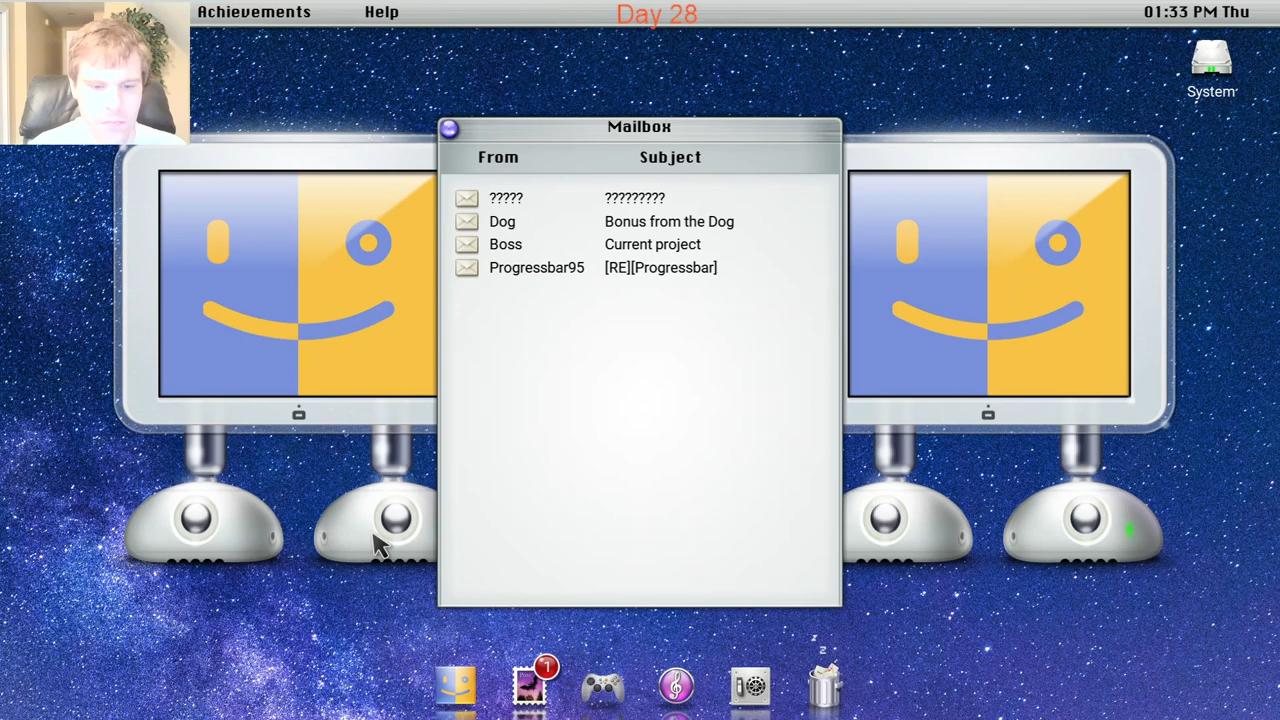 Achievements Help Day 28 01:33 PM Thu
System
Mailbox
From Subject
????? ?????????
Dog Bonus from the Dog
Boss Current project
Progressbar95 [RE][Progressbar]
z
z
1